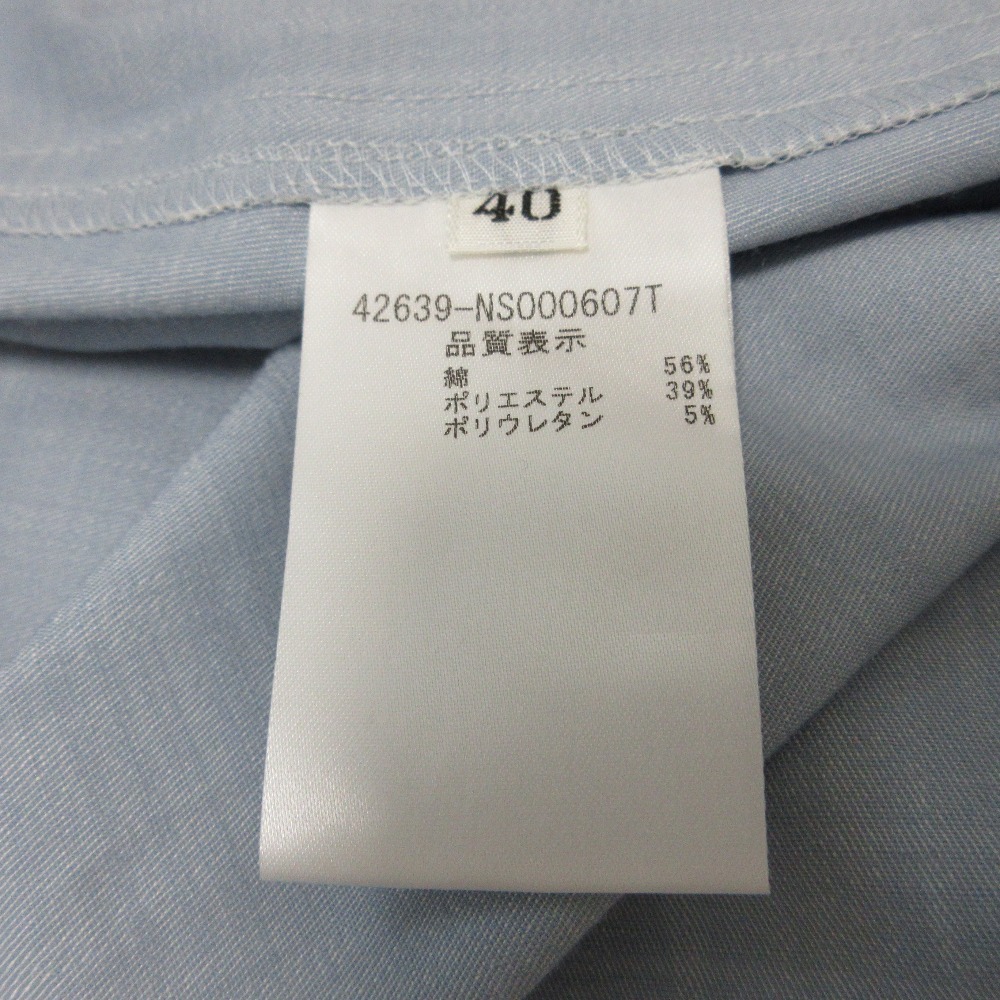 40
42639-NS000607T
品質表示
綿 56%
ポリエステル 39%
ポリウレタン 5%